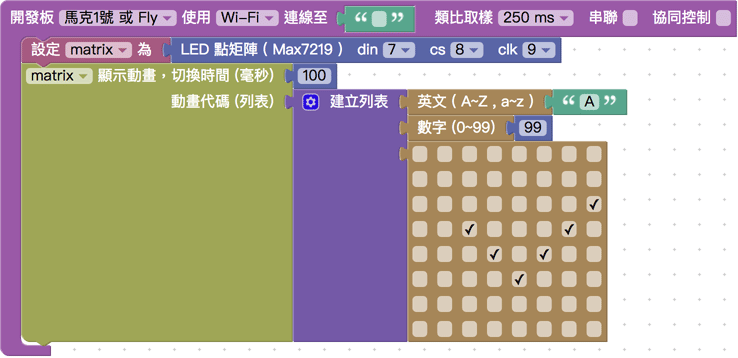 開發板 馬克1號 或 Fly 使用 Wi-Fi 連線至 “ ” 類比取樣 250 ms 串聯 協同控制
設定 matrix 為 LED 點矩陣 ( Max7219 ) din 7 cs 8 clk 9
matrix 顯示動畫，切換時間 (毫秒) 100
動畫代碼 (列表) 建立列表 英文 ( A~Z , a~z ) “ A ”
數字 (0~99) 99